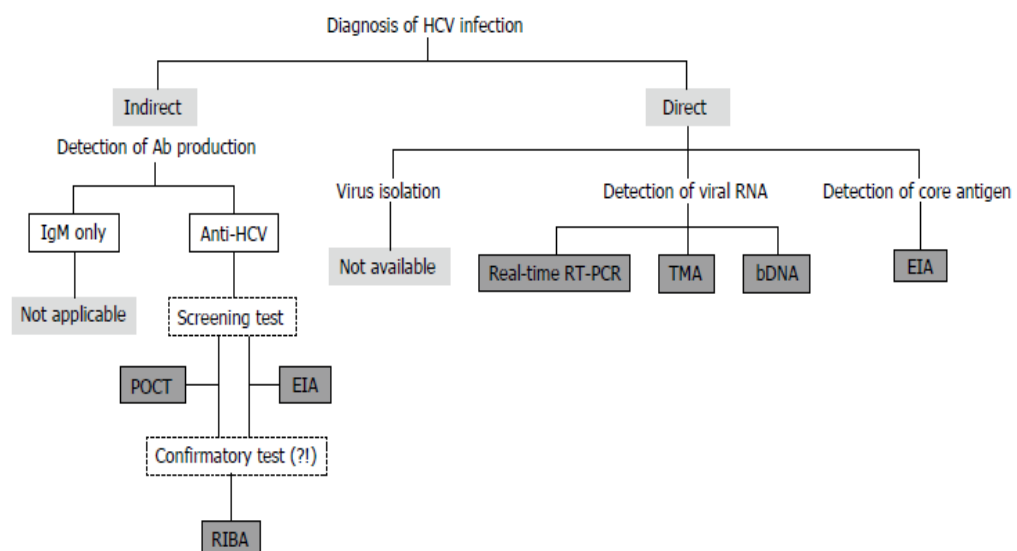 Diagnosis of HCV infection
Indirect
Direct
Detection of Ab production
Virus isolation
Detection of viral RNA
Detection of core antigen
IgM only
Anti-HCV
Not available
Real-time RT-PCR
TMA
bDNA
EIA
Not applicable
Screening test
POCT
EIA
Confirmatory test (?!)
RIBA